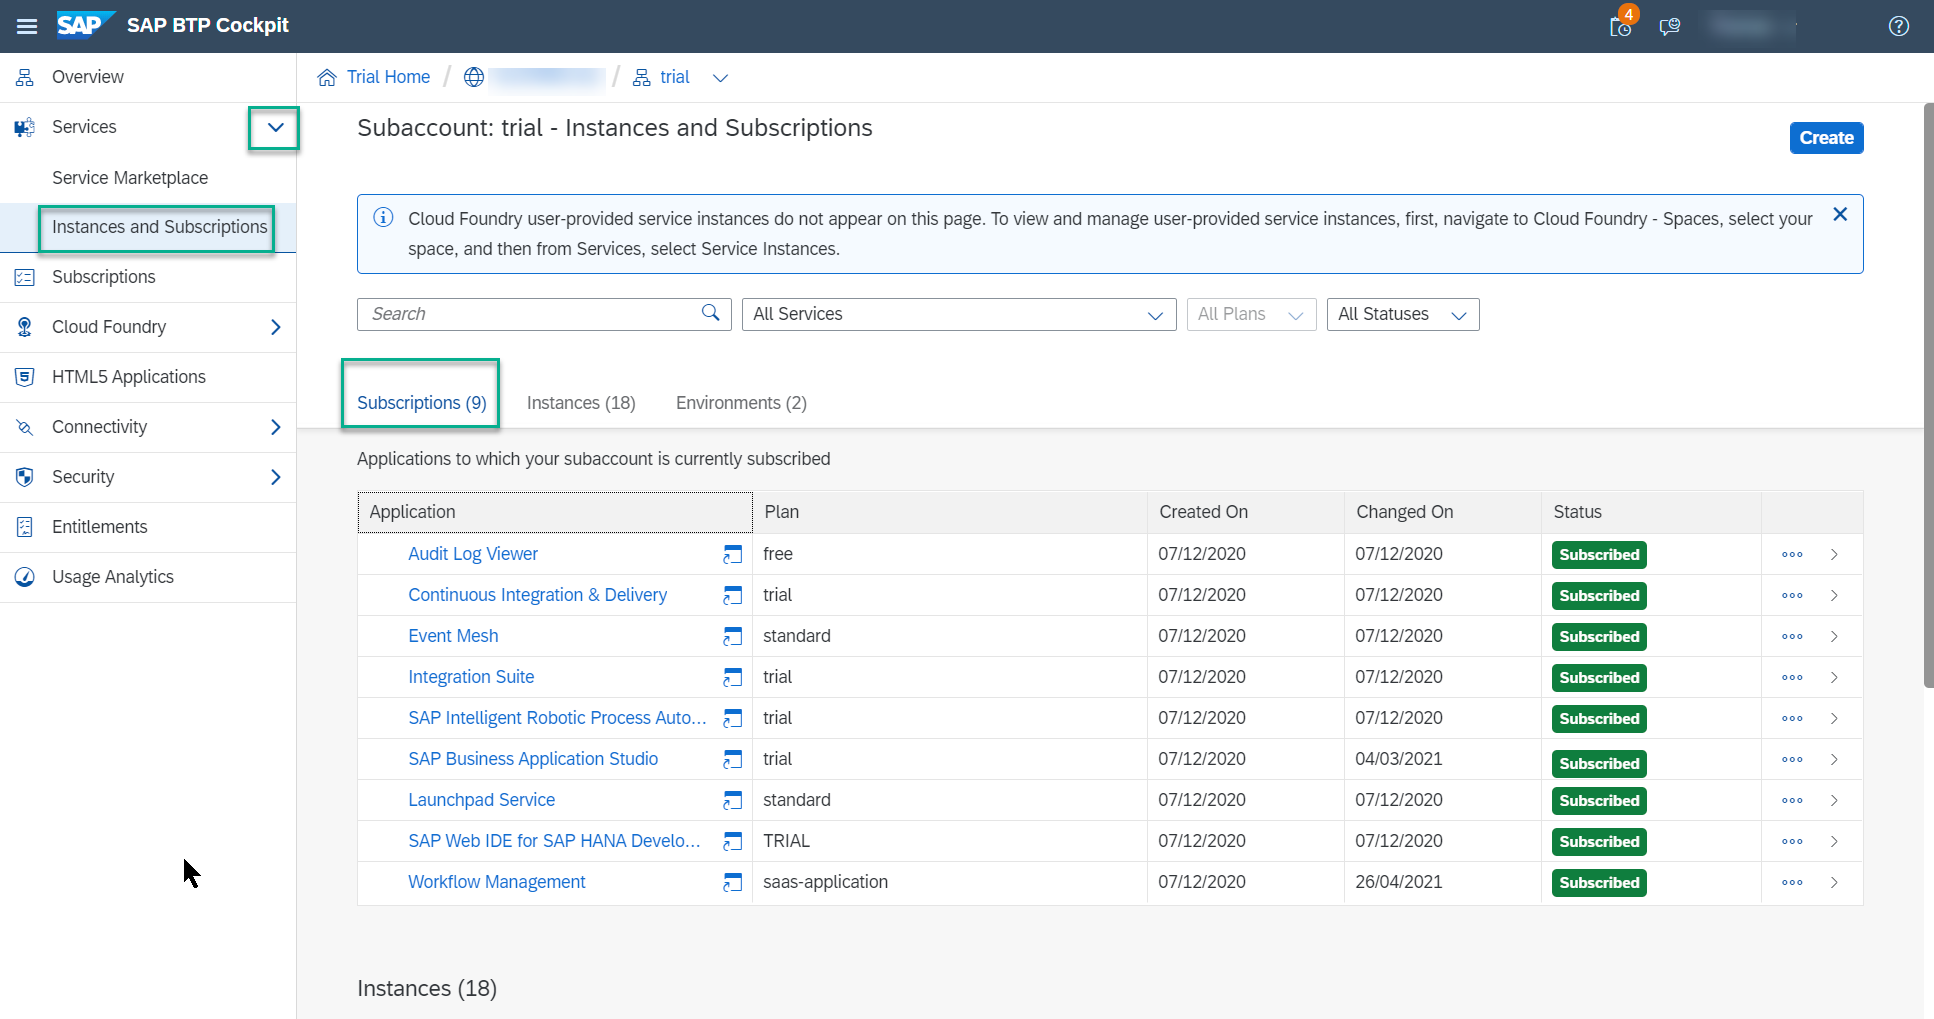 SAP SAP BTP Cockpit
4
Overview
Services
Service Marketplace
Instances and Subscriptions
Subscriptions
Cloud Foundry
HTML5 Applications
Connectivity
Security
Entitlements
Usage Analytics
Trial Home / / trial
Subaccount: trial - Instances and Subscriptions
Create
Cloud Foundry user-provided service instances do not appear on this page. To view and manage user-provided service instances, first, navigate to Cloud Foundry - Spaces, select your
space, and then from Services, select Service Instances.
Search All Services All Plans All Statuses
Subscriptions (9) Instances (18) Environments (2)
Applications to which your subaccount is currently subscribed
Application Plan Created On Changed On Status
Audit Log Viewer free 07/12/2020 07/12/2020 Subscribed
Continuous Integration & Delivery trial 07/12/2020 07/12/2020 Subscribed
Event Mesh standard 07/12/2020 07/12/2020 Subscribed
Integration Suite trial 07/12/2020 07/12/2020 Subscribed
SAP Intelligent Robotic Process Auto... trial 07/12/2020 07/12/2020 Subscribed
SAP Business Application Studio trial 07/12/2020 04/03/2021 Subscribed
Launchpad Service standard 07/12/2020 07/12/2020 Subscribed
SAP Web IDE for SAP HANA Develo... TRIAL 07/12/2020 07/12/2020 Subscribed
Workflow Management saas-application 07/12/2020 26/04/2021 Subscribed
Instances (18)